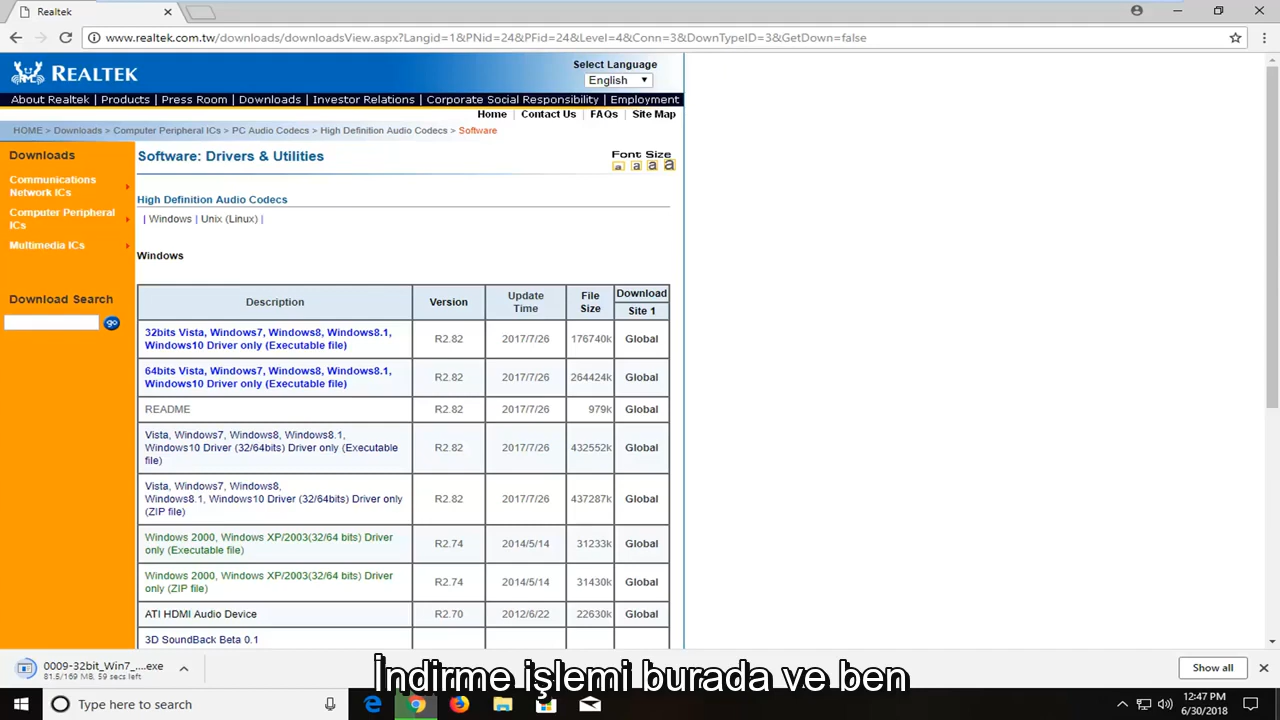 Realtek
www.realtek.com.tw/downloads/downloadsView.aspx?Langid=1&PNid=24&PFid=24&Level=4&Conn=3&DownTypeID=3&GetDown=false
REALTEK
Select Language
English
About Realtek | Products | Press Room | Downloads | Investor Relations | Corporate Social Responsibility | Employment
Home | Contact Us | FAQs | Site Map
HOME > Downloads > Computer Peripheral ICs > PC Audio Codecs > High Definition Audio Codecs > Software
Downloads
Communications
Network ICs
Computer Peripheral
ICs
Multimedia ICs
Download Search
go
Software: Drivers & Utilities
Font Size
a a a a
High Definition Audio Codecs
| Windows | Unix (Linux) |
Windows
Description Version Update Time File Size Download Site 1
32bits Vista, Windows7, Windows8, Windows8.1,
Windows10 Driver only (Executable file) R2.82 2017/7/26 176740k Global
64bits Vista, Windows7, Windows8, Windows8.1,
Windows10 Driver only (Executable file) R2.82 2017/7/26 264424k Global
README R2.82 2017/7/26 979k Global
Vista, Windows7, Windows8, Windows8.1,
Windows10 Driver (32/64bits) Driver only (Executable R2.82 2017/7/26 432552k Global
file)
Vista, Windows7, Windows8,
Windows8.1, Windows10 Driver (32/64bits) Driver only R2.82 2017/7/26 437287k Global
(ZIP file)
Windows 2000, Windows XP/2003(32/64 bits) Driver
only (Executable file) R2.74 2014/5/14 31233k Global
Windows 2000, Windows XP/2003(32/64 bits) Driver
only (ZIP file) R2.74 2014/5/14 31430k Global
ATI HDMI Audio Device R2.70 2012/6/22 22630k Global
3D SoundBack Beta 0.1
0009-32bit_Win7_....exe
81.5/169 MB, 59 secs left
Show all
İndirme işlemi burada ve ben
Type here to search
12:47 PM
6/30/2018